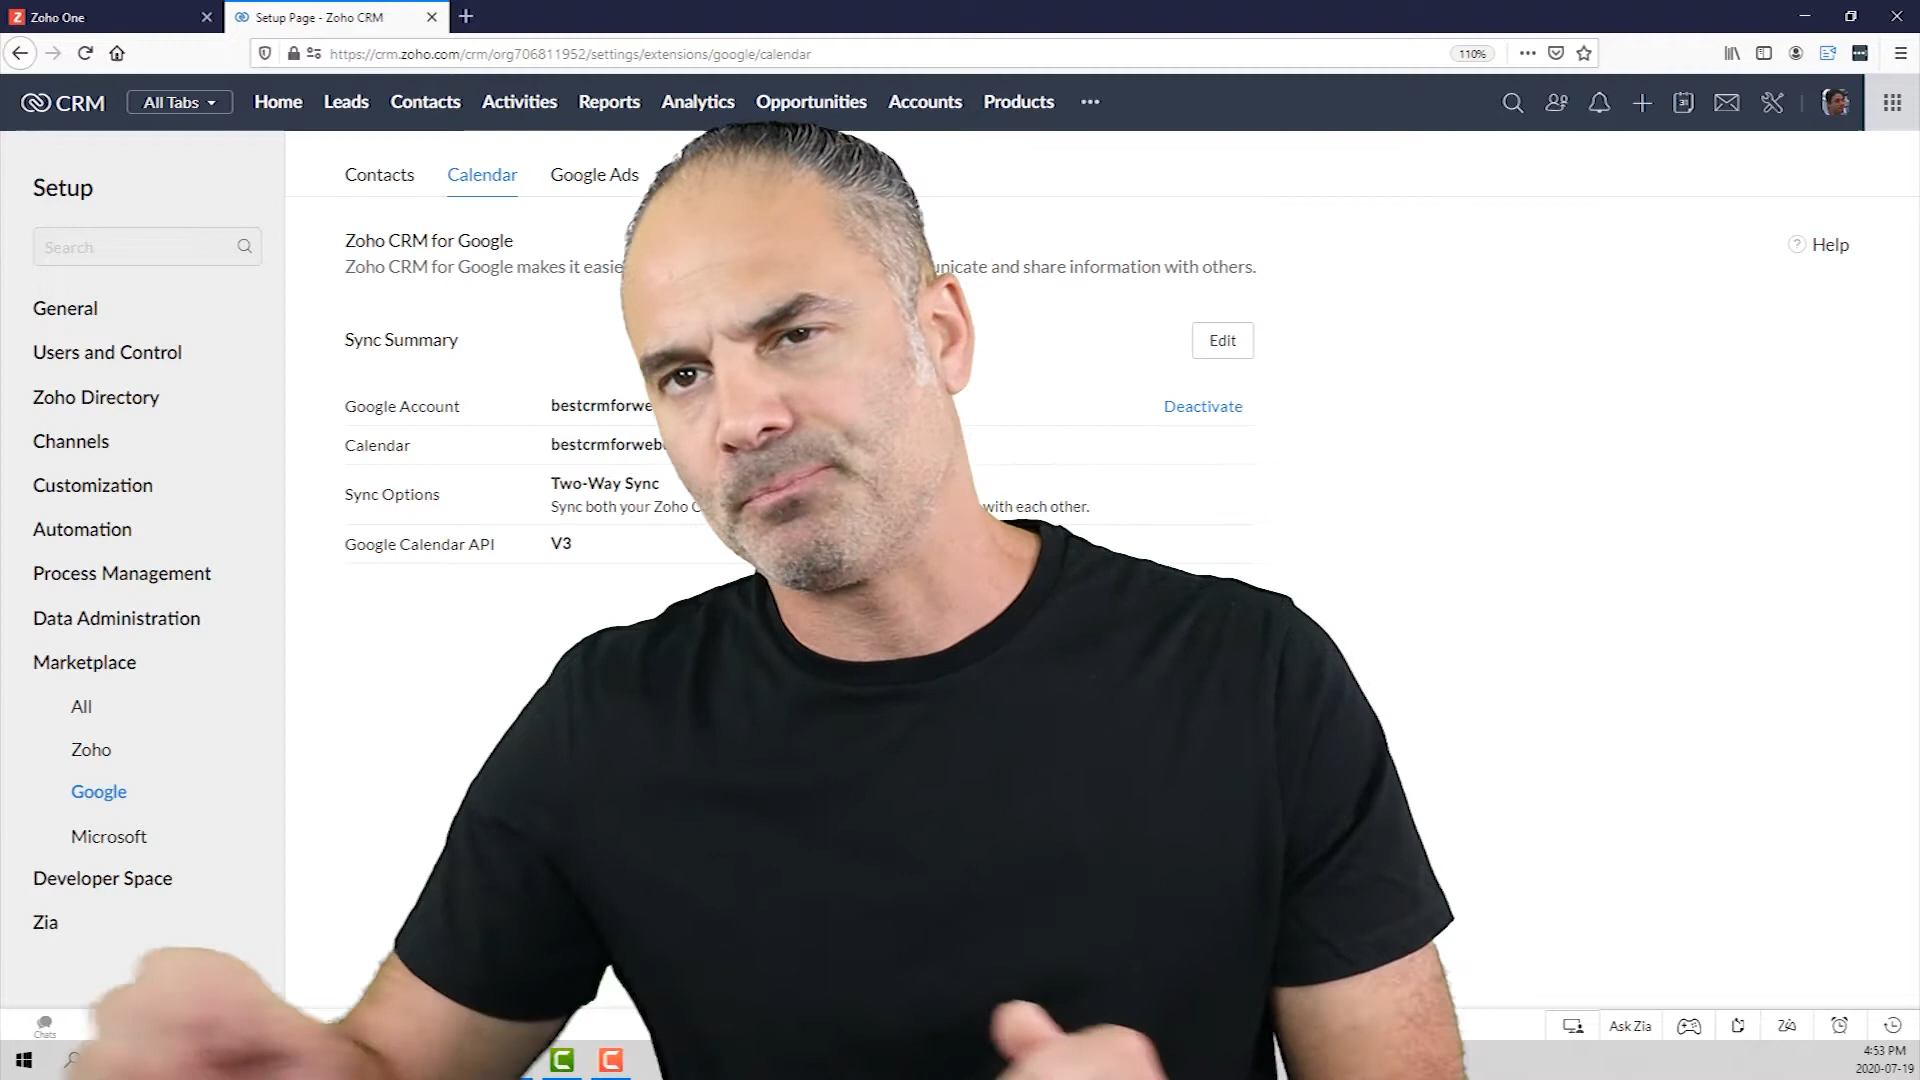 Zoho One
Setup Page - Zoho CRM
https://crm.zoho.com/crm/org706811952/settings/extensions/google/calendar
110%
CRM
All Tabs
Home
Leads
Contacts
Activities
Reports
Analytics
Opportunities
Accounts
Products
31
Setup
Search
General
Users and Control
Zoho Directory
Channels
Customization
Automation
Process Management
Data Administration
Marketplace
All
Zoho
Google
Microsoft
Developer Space
Zia
Chats
Contacts
Calendar
Google Ads
Zoho CRM for Google
Zoho CRM for Google makes it easie unicate and share information with others.
Help
Sync Summary
Edit
Google Account
bestcrmforwe
Deactivate
Calendar
bestcrmforweb
Sync Options
Two-Way Sync
Sync both your Zoho C with each other.
Google Calendar API
V3
Ask Zia
4:53 PM
2020-07-19